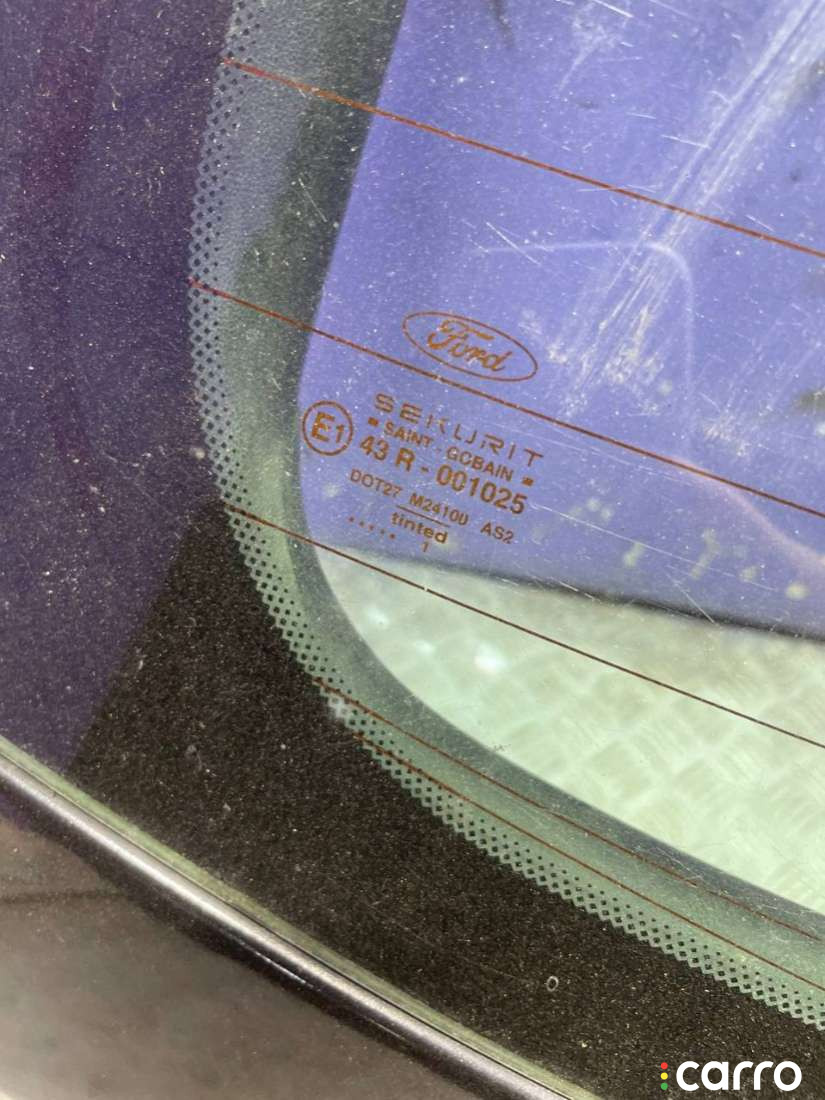 Ford
SEKURIT
SAINT - GOBAIN
E1
43 R - 001025
DOT27 M2410U AS2
tinted
..... 1
carro